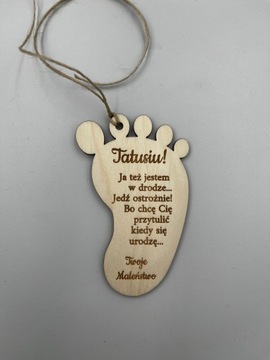 Tatusiu!
Ja też jestem
w drodze...
Jedź ostrożnie!
Bo chcę Cię
przytulić
kiedy się
urodzę...
Twoje
Maleństwo